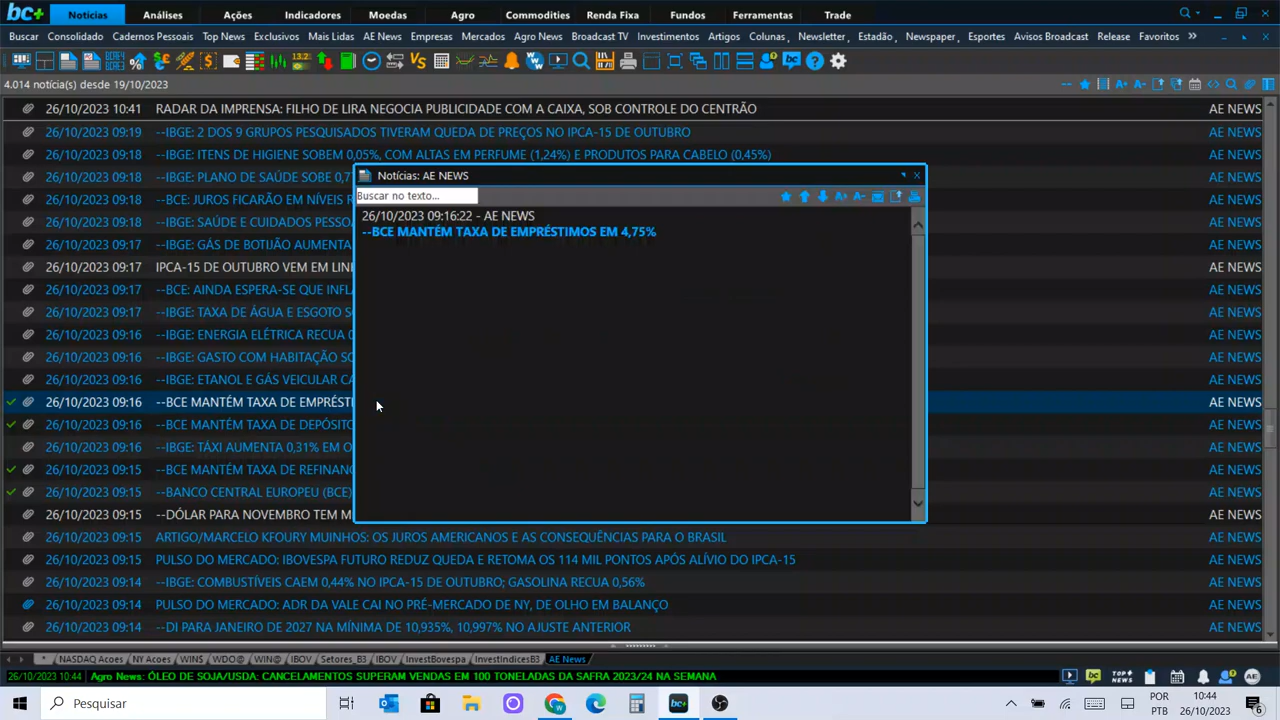 bc+ Notícias Análises Ações Indicadores Moedas Agro Commodities Renda Fixa Fundos Ferramentas Trade
Buscar Consolidado Cadernos Pessoais Top News Exclusivos Mais Lidas AE News Empresas Mercados Agro News Broadcast TV Investimentos Artigos Colunas Newsletter Estadão Newspaper Esportes Avisos Broadcast Release Favoritos
4.014 notícia(s) desde 19/10/2023
26/10/2023 10:41 RADAR DA IMPRENSA: FILHO DE LIRA NEGOCIA PUBLICIDADE COM A CAIXA, SOB CONTROLE DO CENTRÃO AE NEWS
26/10/2023 09:19 --IBGE: 2 DOS 9 GRUPOS PESQUISADOS TIVERAM QUEDA DE PREÇOS NO IPCA-15 DE OUTUBRO AE NEWS
26/10/2023 09:18 --IBGE: ITENS DE HIGIENE SOBEM 0,05%, COM ALTAS EM PERFUME (1,24%) E PRODUTOS PARA CABELO (0,45%) AE NEWS
26/10/2023 09:18 --IBGE: PLANO DE SAÚDE SOBE 0,7 AE NEWS
26/10/2023 09:18 --BCE: JUROS FICARÃO EM NÍVEIS R AE NEWS
26/10/2023 09:18 --IBGE: SAÚDE E CUIDADOS PESSO AE NEWS
26/10/2023 09:17 --IBGE: GÁS DE BOTIJÃO AUMENTA AE NEWS
26/10/2023 09:17 IPCA-15 DE OUTUBRO VEM EM LIN AE NEWS
26/10/2023 09:17 --BCE: AINDA ESPERA-SE QUE INFL AE NEWS
26/10/2023 09:17 --IBGE: TAXA DE ÁGUA E ESGOTO S AE NEWS
26/10/2023 09:16 --IBGE: ENERGIA ELÉTRICA RECUA 0 AE NEWS
26/10/2023 09:16 --IBGE: GASTO COM HABITAÇÃO SO AE NEWS
26/10/2023 09:16 --IBGE: ETANOL E GÁS VEICULAR CA AE NEWS
26/10/2023 09:16 --BCE MANTÉM TAXA DE EMPRÉSTI AE NEWS
26/10/2023 09:16 --BCE MANTÉM TAXA DE DEPÓSITO AE NEWS
26/10/2023 09:16 --IBGE: TÁXI AUMENTA 0,31% EM O AE NEWS
26/10/2023 09:15 --BCE MANTÉM TAXA DE REFINANC AE NEWS
26/10/2023 09:15 --BANCO CENTRAL EUROPEU (BCE) AE NEWS
26/10/2023 09:15 --DÓLAR PARA NOVEMBRO TEM M AE NEWS
26/10/2023 09:15 ARTIGO/MARCELO KFOURY MUINHOS: OS JUROS AMERICANOS E AS CONSEQUÊNCIAS PARA O BRASIL AE NEWS
26/10/2023 09:15 PULSO DO MERCADO: IBOVESPA FUTURO REDUZ QUEDA E RETOMA OS 114 MIL PONTOS APÓS ALÍVIO DO IPCA-15 AE NEWS
26/10/2023 09:14 --IBGE: COMBUSTÍVEIS CAEM 0,44% NO IPCA-15 DE OUTUBRO; GASOLINA RECUA 0,56% AE NEWS
26/10/2023 09:14 PULSO DO MERCADO: ADR DA VALE CAI NO PRÉ-MERCADO DE NY, DE OLHO EM BALANÇO AE NEWS
26/10/2023 09:14 --DI PARA JANEIRO DE 2027 NA MÍNIMA DE 10,935%, 10,997% NO AJUSTE ANTERIOR AE NEWS
Notícias: AE NEWS
Buscar no texto...
26/10/2023 09:16:22 - AE NEWS
--BCE MANTÉM TAXA DE EMPRÉSTIMOS EM 4,75%
* NASDAQ Acoes NY Acoes WIN$ WDO@ WIN@ IBOV Setores_B3 IBOV InvestBovespa InvestIndicesB3 AE News
26/10/2023 10:44 Agro News: ÓLEO DE SOJA/USDA: CANCELAMENTOS SUPERAM VENDAS EM 100 TONELADAS DA SAFRA 2023/24 NA SEMANA
Pesquisar
POR
PTB
10:44
26/10/2023
6